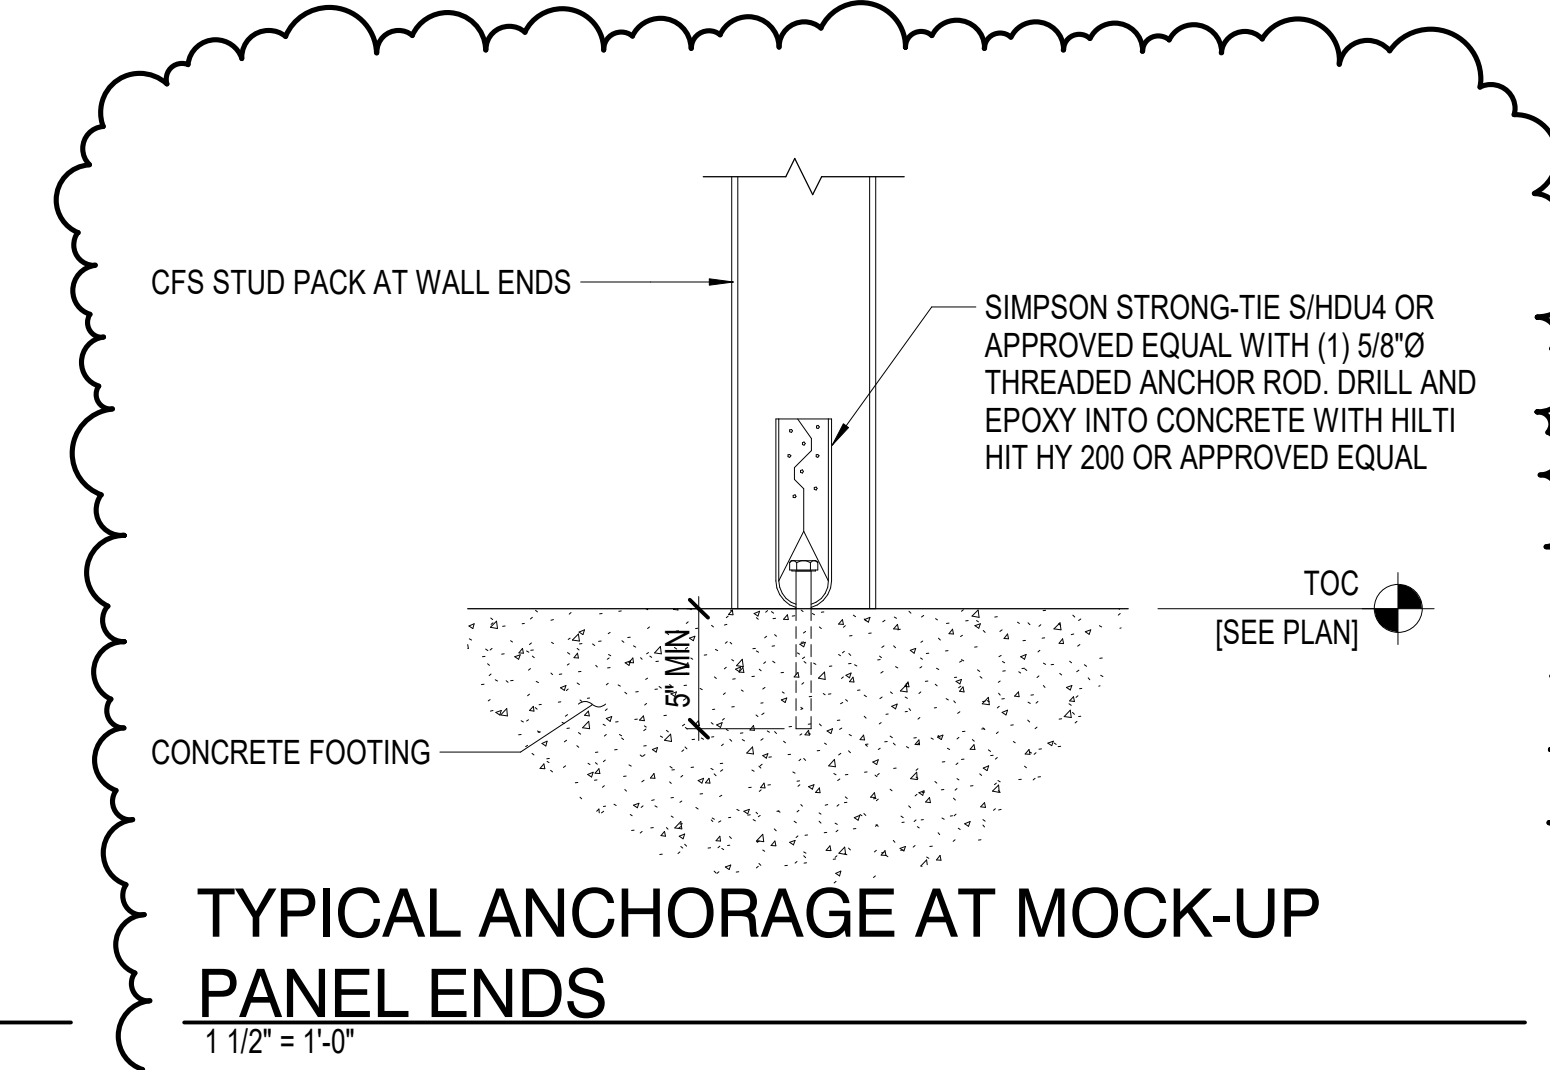 CFS STUD PACK AT WALL ENDS
SIMPSON STRONG-TIE S/HDU4 OR
APPROVED EQUAL WITH (1) 5/8"Ø
THREADED ANCHOR ROD. DRILL AND
EPOXY INTO CONCRETE WITH HILTI
HIT HY 200 OR APPROVED EQUAL
TOC
[SEE PLAN]
5" MIN
CONCRETE FOOTING
TYPICAL ANCHORAGE AT MOCK-UP
PANEL ENDS
1 1/2" = 1'-0"